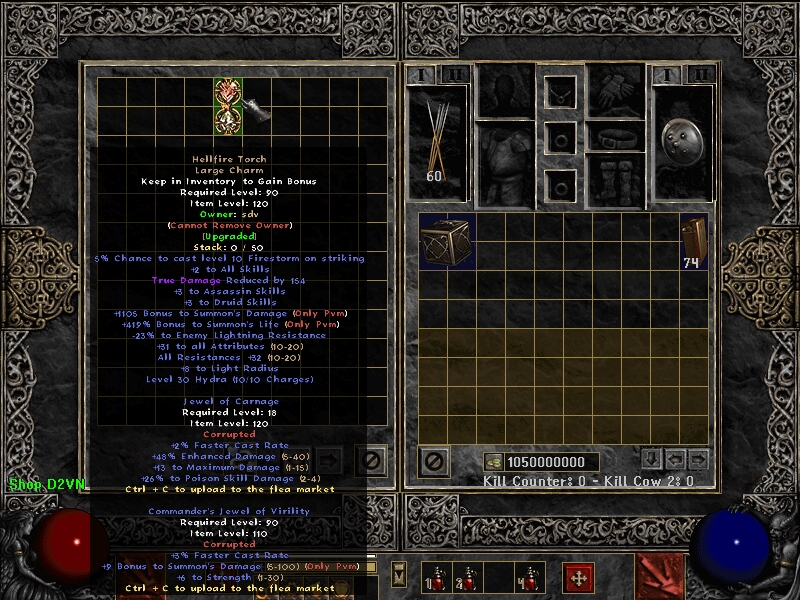 I II
I II
60
74
Hellfire Torch
Large Charm
Keep in Inventory to Gain Bonus
Required Level: 90
Item Level: 120
Owner: sdv
(Cannot Remove Owner)
[Upgraded]
Stack: 0 / 50
5% Chance to cast level 10 Firestorm on striking
+2 to All Skills
True Damage Reduced by 154
+3 to Assassin Skills
+3 to Druid Skills
+1105 Bonus to Summon's Damage (Only Pvm)
+419% Bonus to Summon's Life (Only Pvm)
-23% to Enemy Lightning Resistance
+31 to all Attributes (10-20)
All Resistances +32 (10-20)
+8 to Light Radius
Level 30 Hydra (10/10 Charges)
Jewel of Carnage
Required Level: 18
Item Level: 120
Corrupted
+2% Faster Cast Rate
+48% Enhanced Damage (5-40)
+13 to Maximum Damage (1-15)
+26% to Poison Skill Damage (2-4)
Ctrl + C to upload to the flea market
Commander's Jewel of Virility
Required Level: 90
Item Level: 110
Corrupted
+3% Faster Cast Rate
+9 Bonus to Summon's Damage (5-100) (Only Pvm)
+6 to Strength (1-30)
Ctrl + C to upload to the flea market
1050000000
Kill Counter: 0 - Kill Cow 2: 0
Shop D2VN
1
2
4